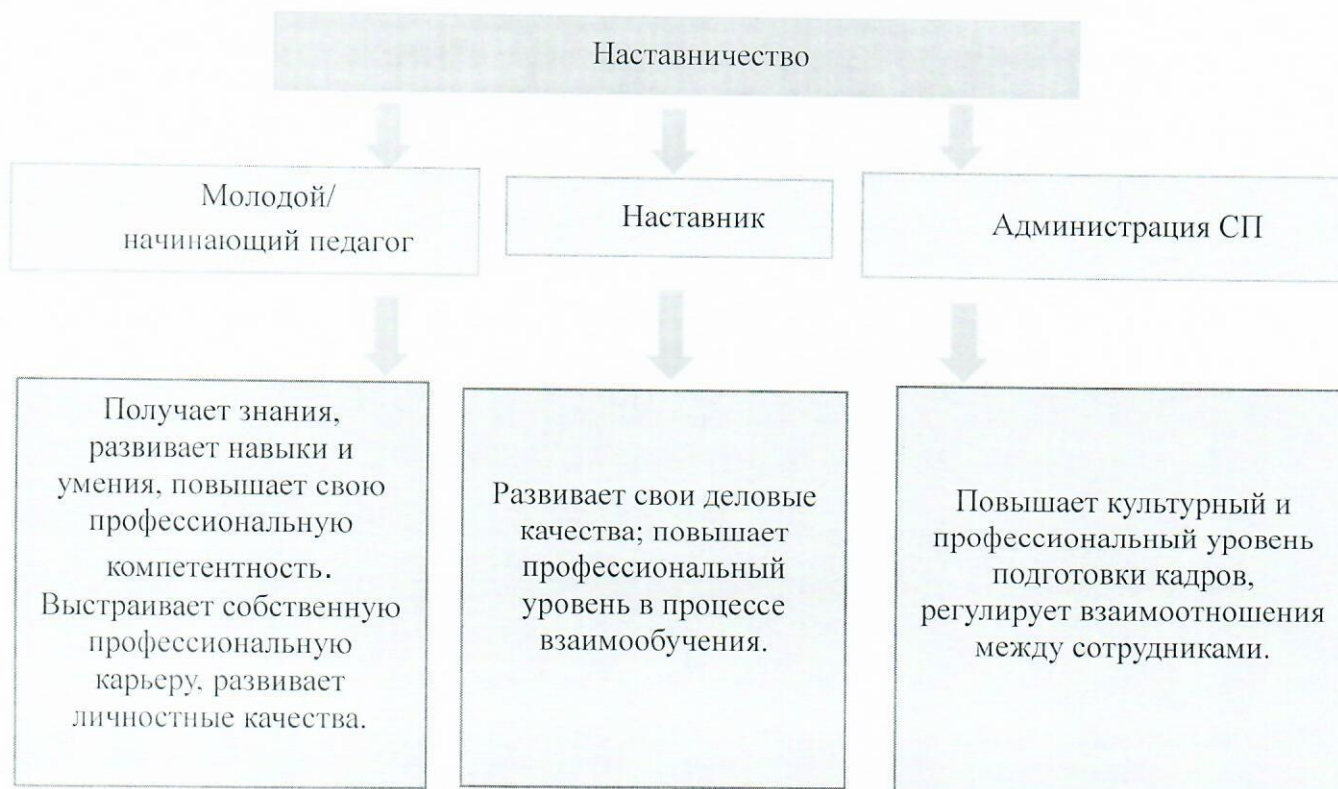 Наставничество
Молодой/
начинающий педагог
Наставник
Администрация СП
Получает знания,
развивает навыки и
умения, повышает свою
профессиональную
компетентность.
Выстраивает собственную
профессиональную
карьеру, развивает
личностные качества.
Развивает свои деловые
качества; повышает
профессиональный
уровень в процессе
взаимообучения.
Повышает культурный и
профессиональный уровень
подготовки кадров,
регулирует взаимоотношения
между сотрудниками.